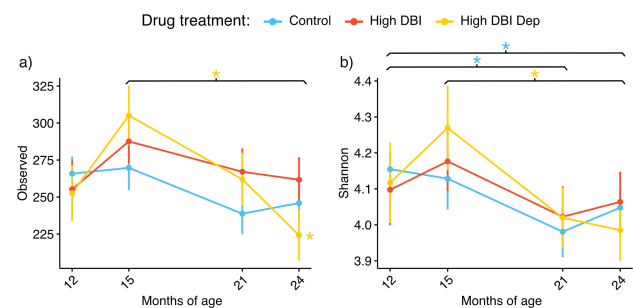 Drug treatment: Control High DBI High DBI Dep
a) b)
* *
* *
325 4.4
300 4.3
275 4.2
250 4.1
225 4.0
3.9
Observed Shannon
*
12 15 21 24 12 15 21 24
Months of age Months of age